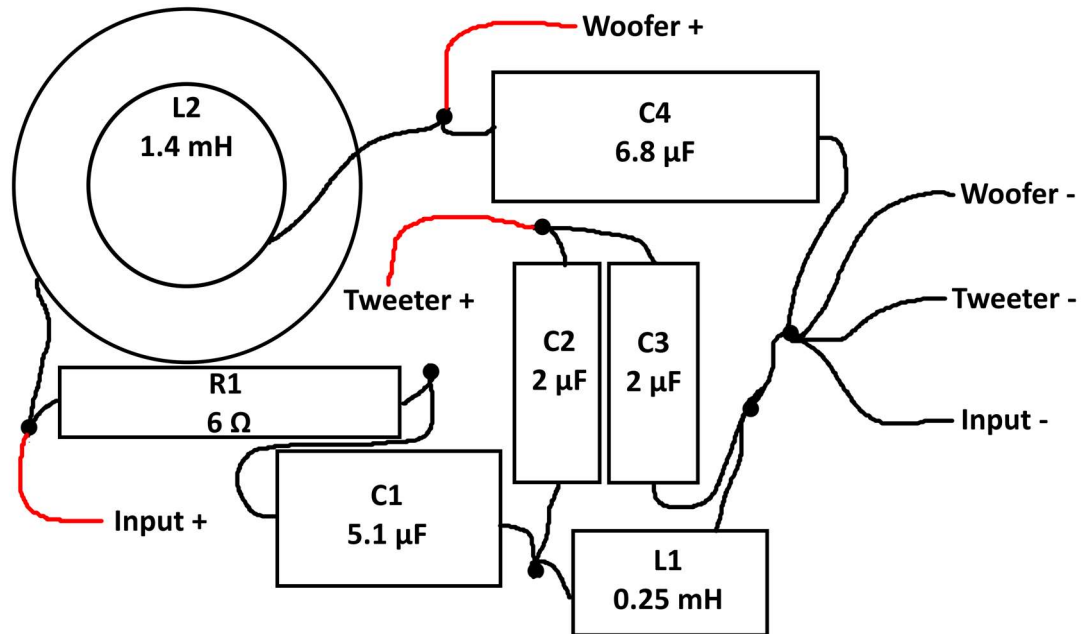 Woofer +
L2
1.4 mH
C4
6.8 µF
Woofer -
Tweeter +
Tweeter -
C2
2 µF
C3
2 µF
R1
6 Ω
Input -
Input +
C1
5.1 µF
L1
0.25 mH